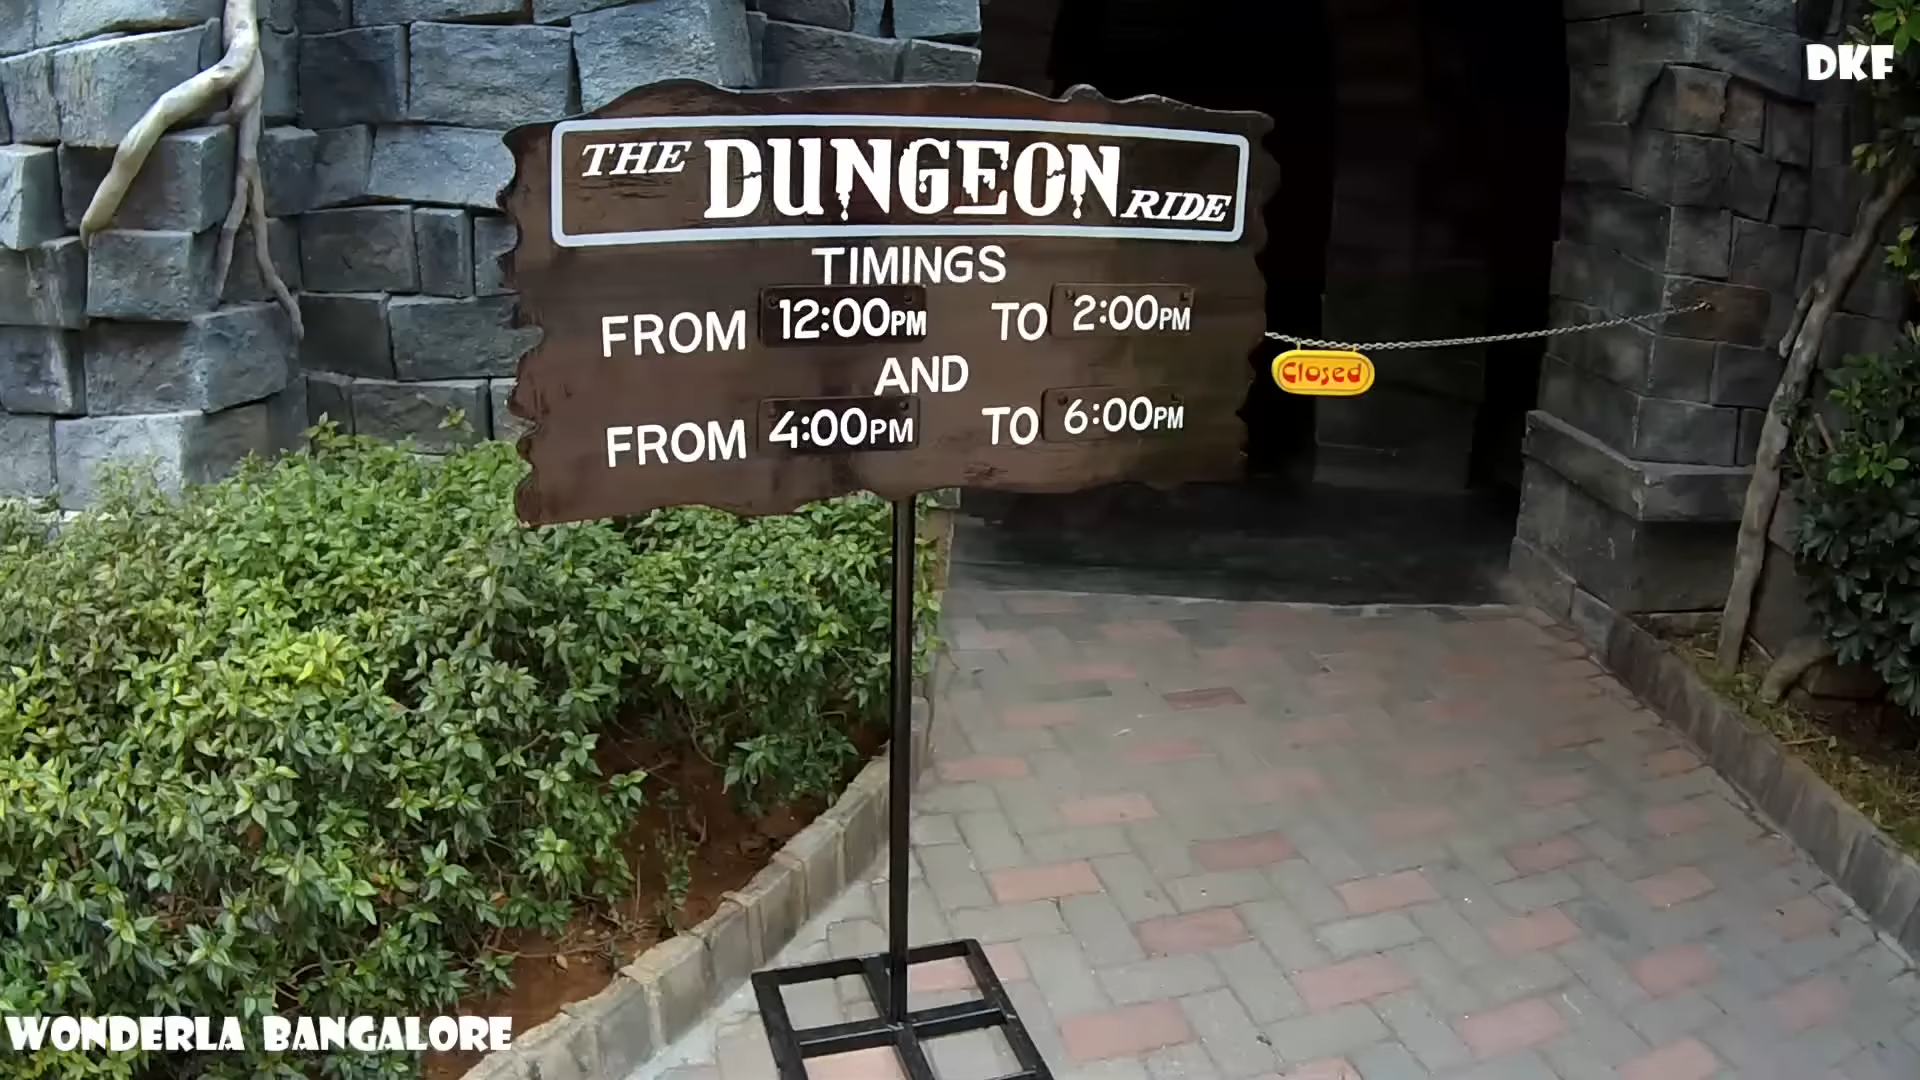 DKF
THE DUNGEON RIDE
TIMINGS
FROM 12:00PM TO 2:00PM
AND
FROM 4:00PM TO 6:00PM
Closed
WONDERLA BANGALORE